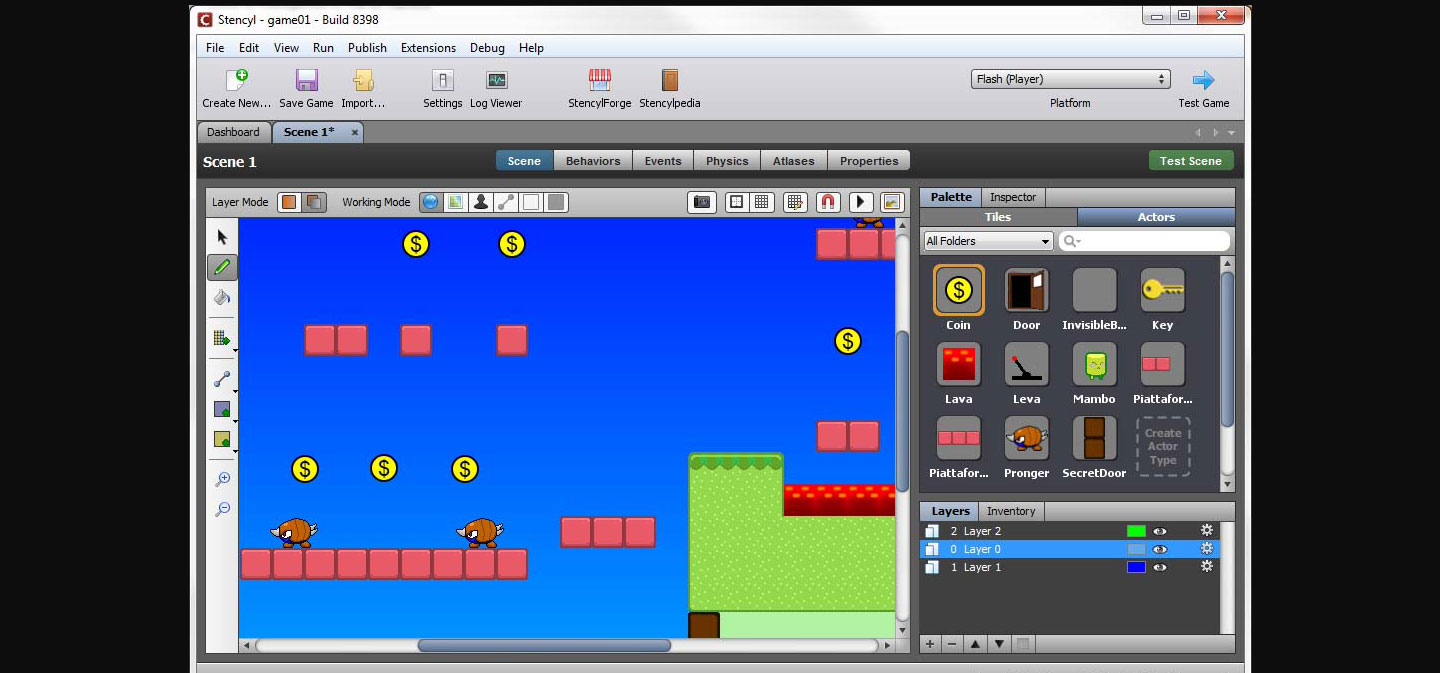 Stencyl - game01 - Build 8398
File Edit View Run Publish Extensions Debug Help
Create New... Save Game Import... Settings Log Viewer StencylForge Stencylpedia
Flash (Player)
Platform
Test Game
Dashboard Scene 1*
Scene 1
Scene Behaviors Events Physics Atlases Properties
Test Scene
Layer Mode Working Mode
$ $
$
$ $ $
Palette Inspector
Tiles Actors
All Folders
$
Coin Door InvisibleB... Key
Lava Leva Mambo Piattafor...
Create
Actor
Type
Piattafor... Pronger SecretDoor
Layers Inventory
2 Layer 2
0 Layer 0
1 Layer 1